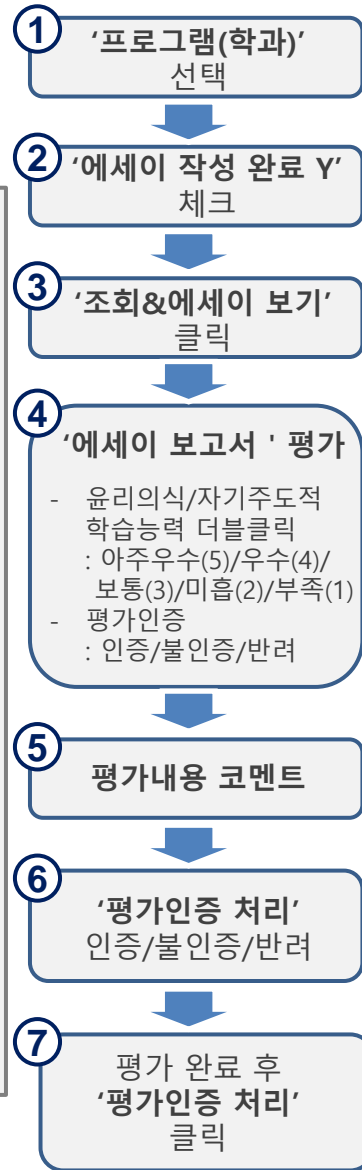 1
‘프로그램(학과)’
선택
2
‘에세이 작성 완료 Y’
체크
3
‘조회&에세이 보기’
클릭
4
‘에세이 보고서 ' 평가
- 윤리의식/자기주도적
학습능력 더블클릭
: 아주우수(5)/우수(4)/
보통(3)/미흡(2)/부족(1)
- 평가인증
: 인증/불인증/반려
5
평가내용 코멘트
6
‘평가인증 처리’
인증/불인증/반려
7
평가 완료 후
‘평가인증 처리’
클릭